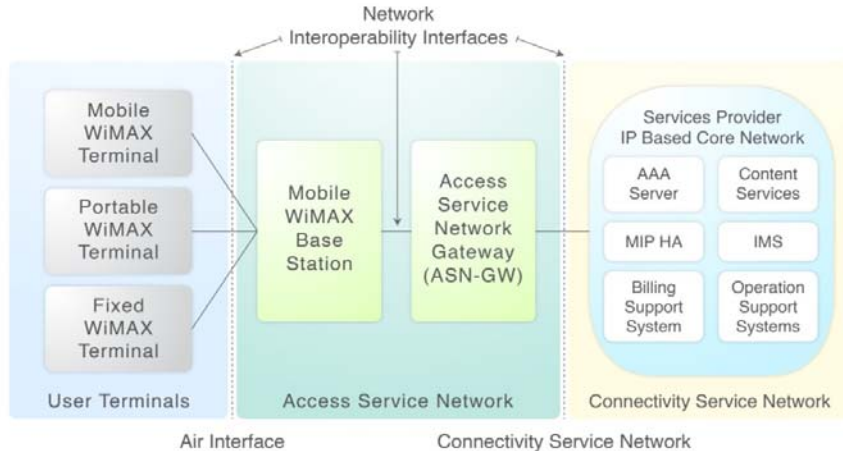 Network
Interoperability Interfaces
Mobile
WiMAX
Terminal
Portable
WiMAX
Terminal
Fixed
WiMAX
Terminal
User Terminals
Mobile
WiMAX
Base
Station
Access
Service
Network
Gateway
(ASN-GW)
Access Service Network
Services Provider
IP Based Core Network
AAA
Server
Content
Services
MIP HA
IMS
Billing
Support
System
Operation
Support
Systems
Connectivity Service Network
Air Interface
Connectivity Service Network